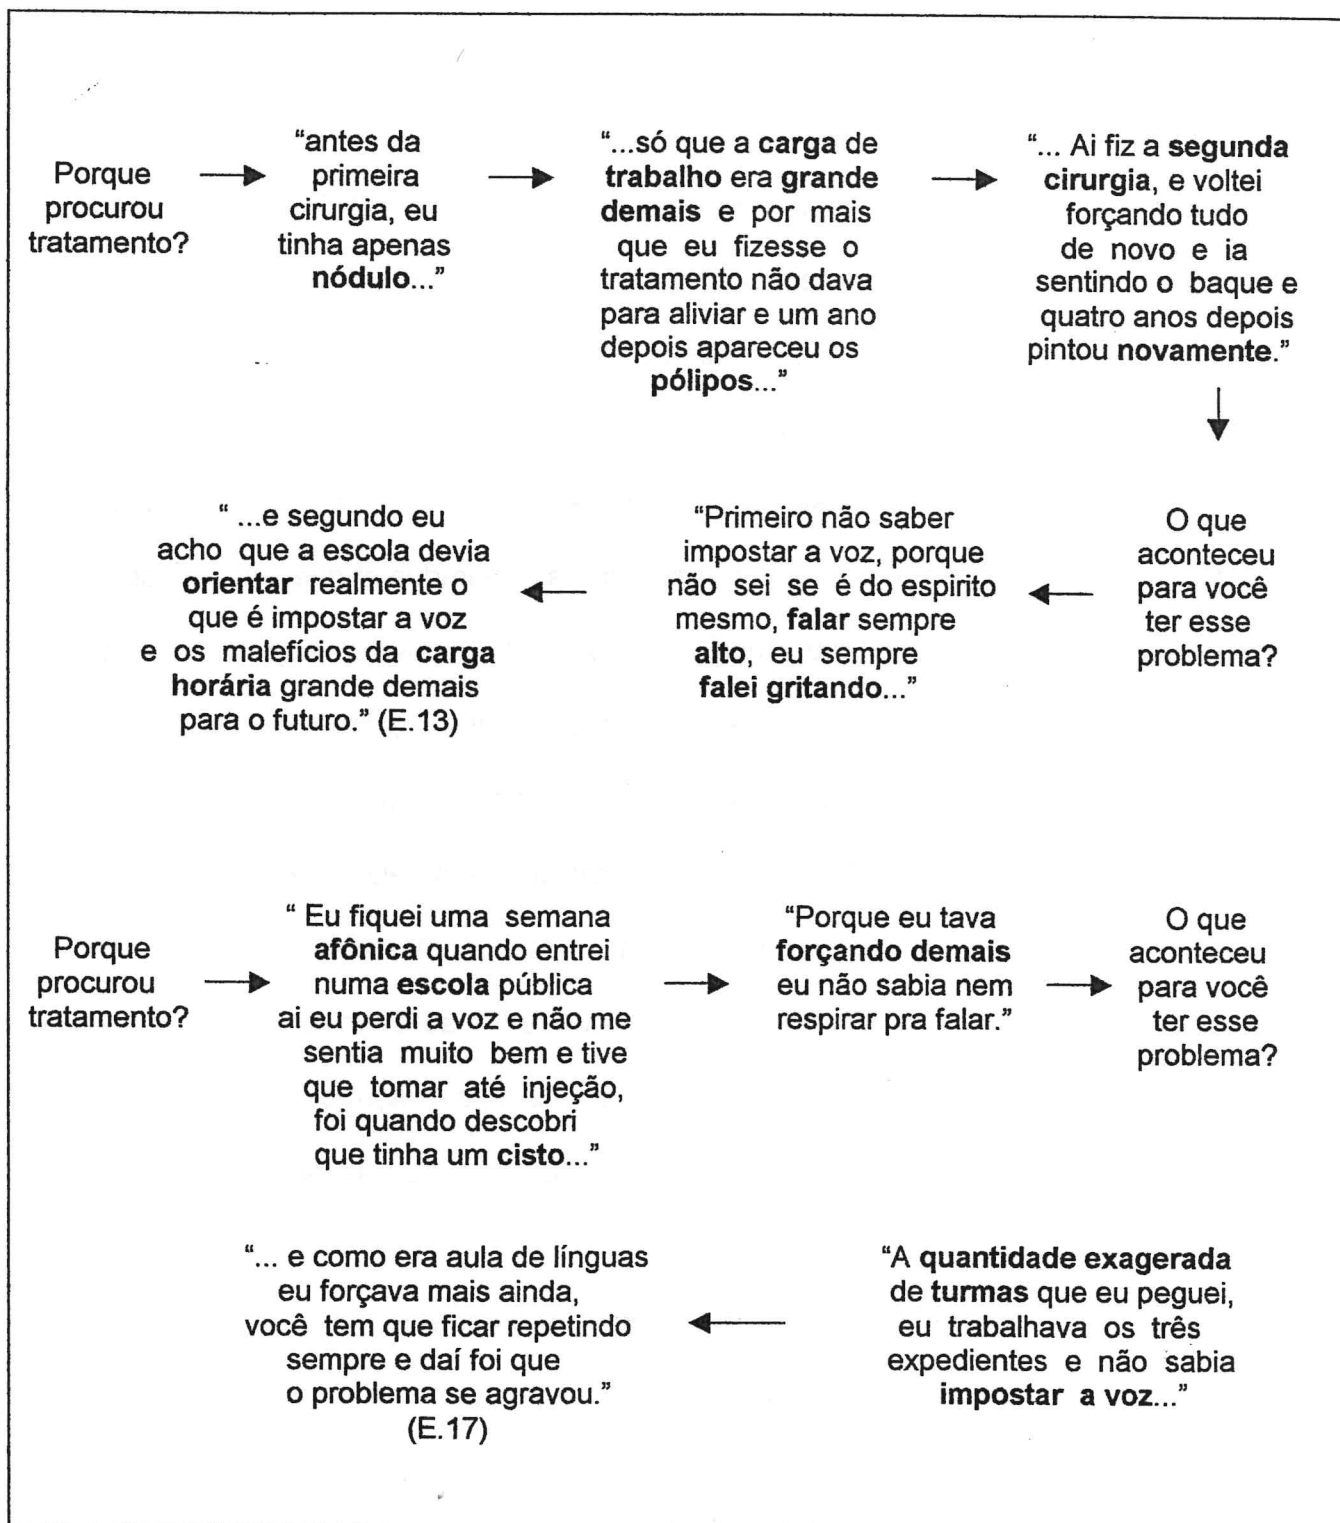 Porque
procurou
tratamento?
“antes da
primeira
cirurgia, eu
tinha apenas
nódulo...”
“...só que a carga de
trabalho era grande
demais e por mais
que eu fizesse o
tratamento não dava
para aliviar e um ano
depois apareceu os
pólipos...”
“... Ai fiz a segunda
cirurgia, e voltei
forçando tudo
de novo e ia
sentindo o baque e
quatro anos depois
pintou novamente.”
O que
aconteceu
para você
ter esse
problema?
“Primeiro não saber
impostar a voz, porque
não sei se é do espirito
mesmo, falar sempre
alto, eu sempre
falei gritando...”
“ ...e segundo eu
acho que a escola devia
orientar realmente o
que é impostar a voz
e os malefícios da carga
horária grande demais
para o futuro.” (E.13)
Porque
procurou
tratamento?
“ Eu fiquei uma semana
afônica quando entrei
numa escola pública
ai eu perdi a voz e não me
sentia muito bem e tive
que tomar até injeção,
foi quando descobri
que tinha um cisto...”
“Porque eu tava
forçando demais
eu não sabia nem
respirar pra falar.”
O que
aconteceu
para você
ter esse
problema?
“A quantidade exagerada
de turmas que eu peguei,
eu trabalhava os três
expedientes e não sabia
impostar a voz...”
“... e como era aula de línguas
eu forçava mais ainda,
você tem que ficar repetindo
sempre e daí foi que
o problema se agravou.”
(E.17)